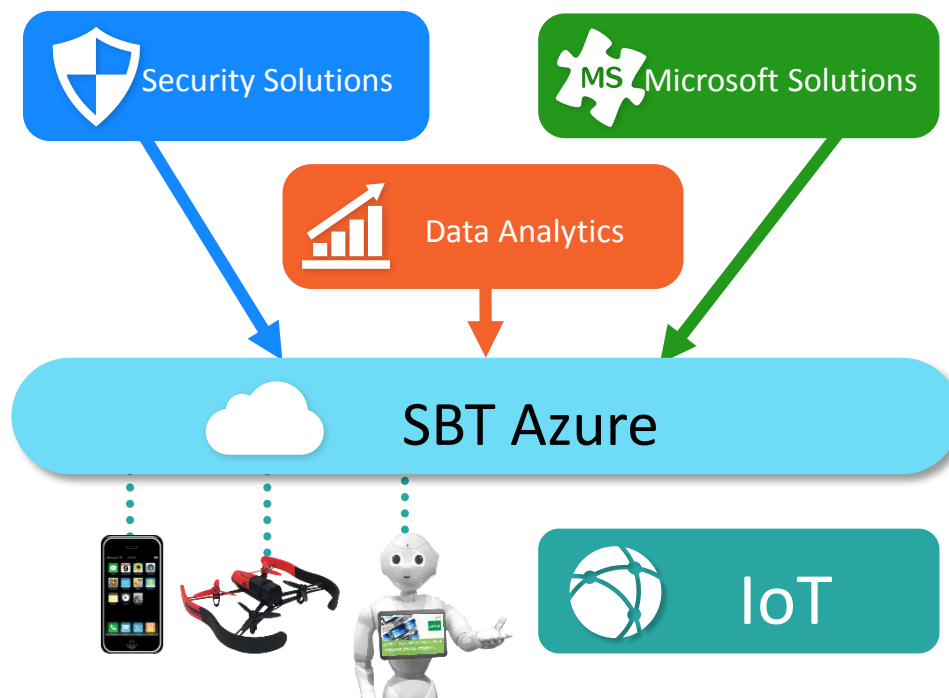 Security Solutions
MS
Microsoft Solutions
Data Analytics
SBT Azure
IoT